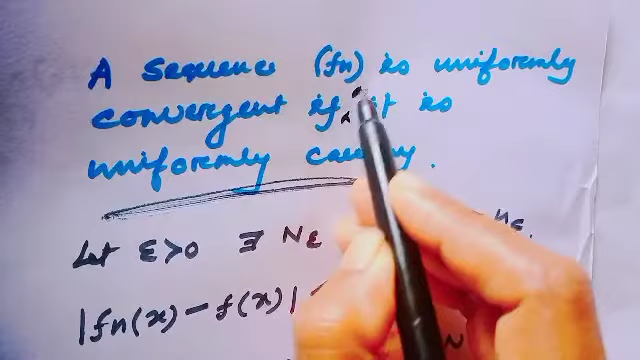 A Sequence (fn) is uniformly
convergent if it is
uniformly cauchy.
Let ε>0 ∃ Nε
|fn(x) - f(x)|
N